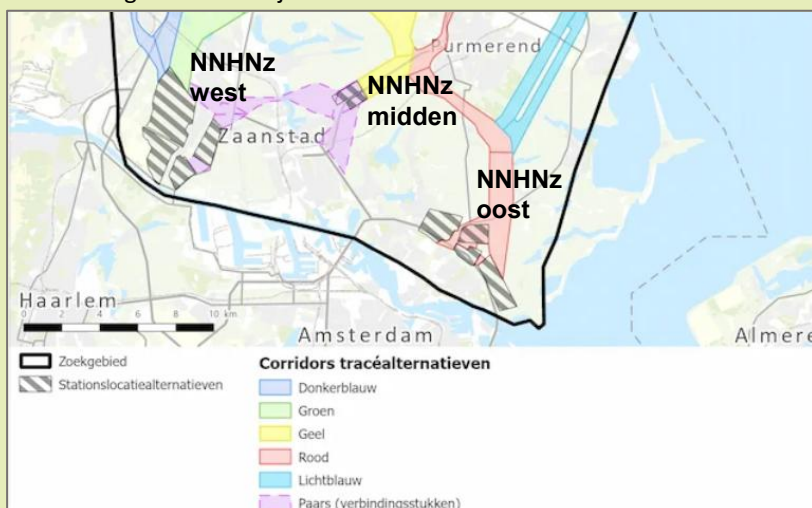 NNHNz
west
Purmerend
NNHNz
midden
Zaanstad
NNHNz
oost
Haarlem
0 2 4 6 8 10 km
Amsterdam
Almere
Zoekgebied
Stationslocatiealternatieven
Corridors tracéalternatieven
Donkerblauw
Groen
Geel
Rood
Lichtblauw
Paars (verbindingsstukken)